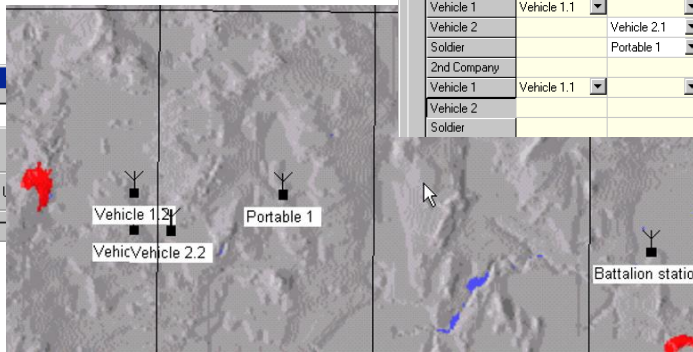 Vehicle 1 Vehicle 1.1
Vehicle 2 Vehicle 2.1
Soldier Portable 1
2nd Company
Vehicle 1 Vehicle 1.1
Vehicle 2
Soldier
Vehicle 1.2
Portable 1
Vehicle 2.2
Battalion